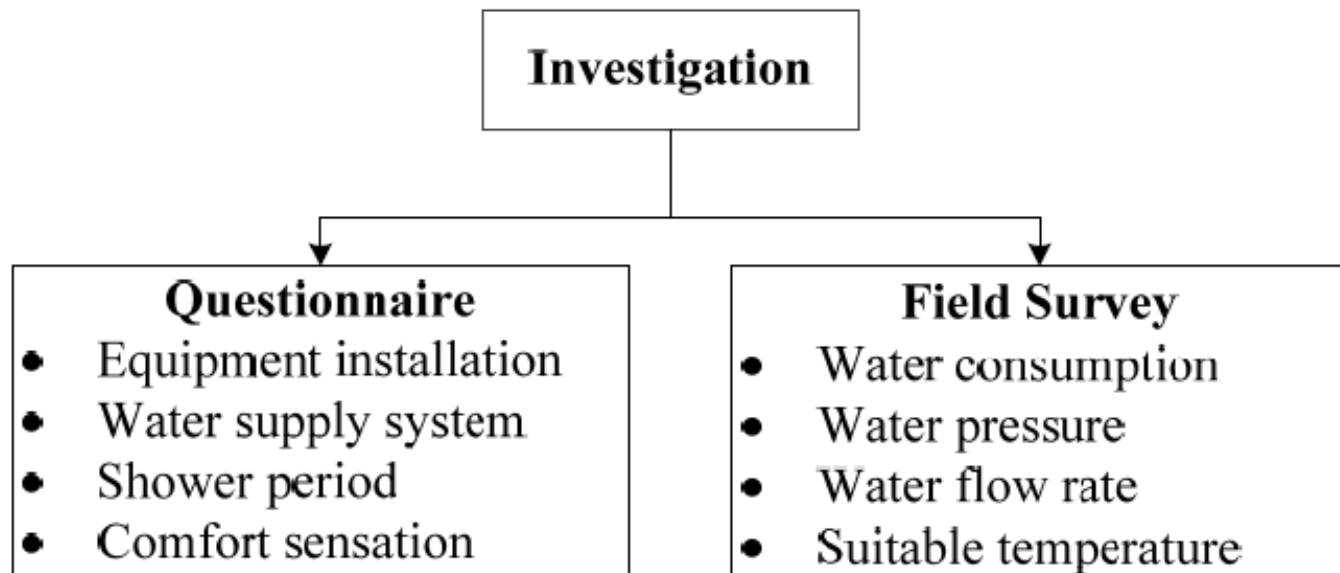 Investigation
Questionnaire
● Equipment installation
● Water supply system
● Shower period
● Comfort sensation
Field Survey
● Water consumption
● Water pressure
● Water flow rate
● Suitable temperature